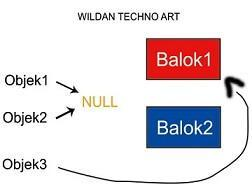 WILDAN TECHNO ART
Balok1
Objek1
NULL
Objek2
Balok2
Objek3